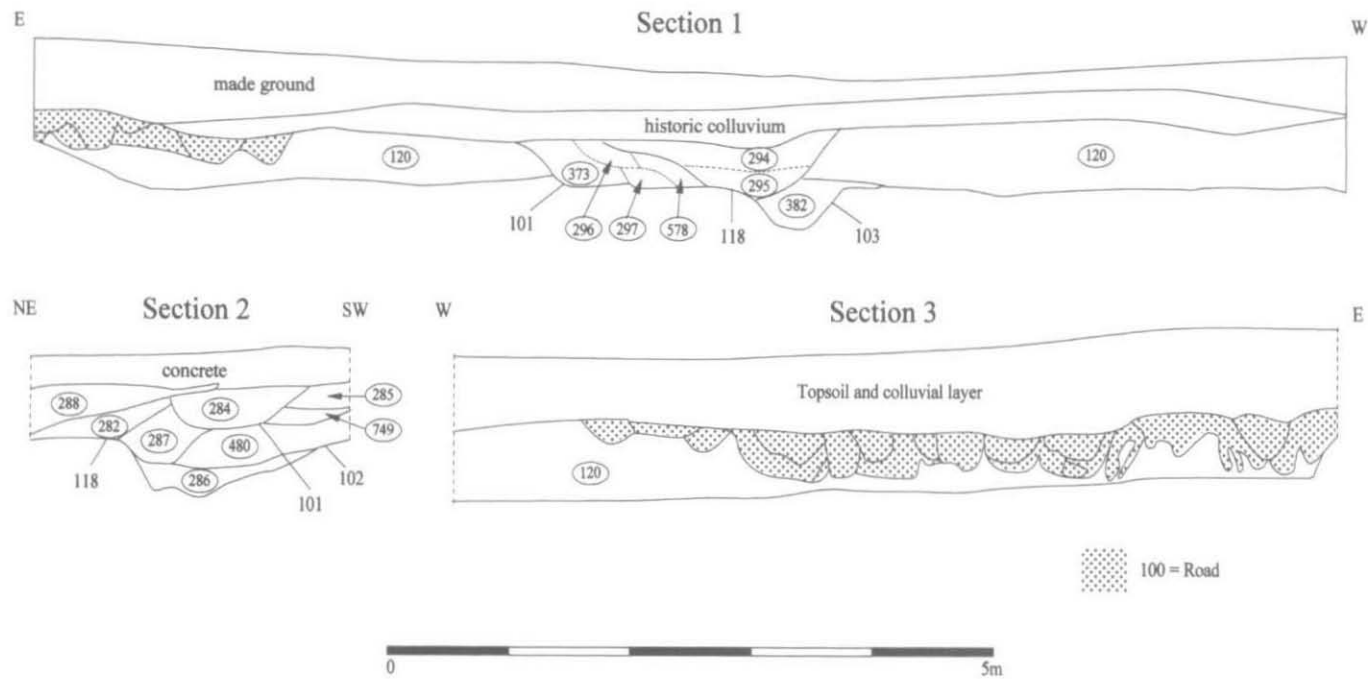 E Section 1 W
made ground
historic colluvium
120 373 294 120
295
382
101 296 297 578 118 103
NE Section 2 SW W Section 3 E
concrete
Topsoil and colluvial layer
288 284 285
282 287 480 749
118 286 101 102
120
100 = Road
0 5m